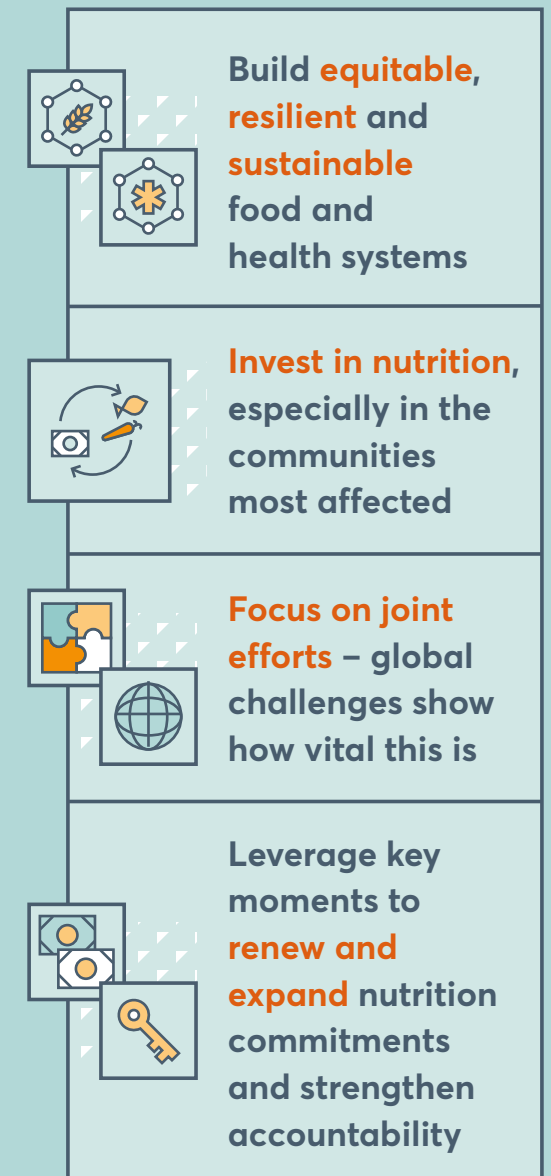 Build equitable,
resilient and
sustainable
food and
health systems
Invest in nutrition,
especially in the
communities
most affected
Focus on joint
efforts – global
challenges show
how vital this is
Leverage key
moments to
renew and
expand nutrition
commitments
and strengthen
accountability